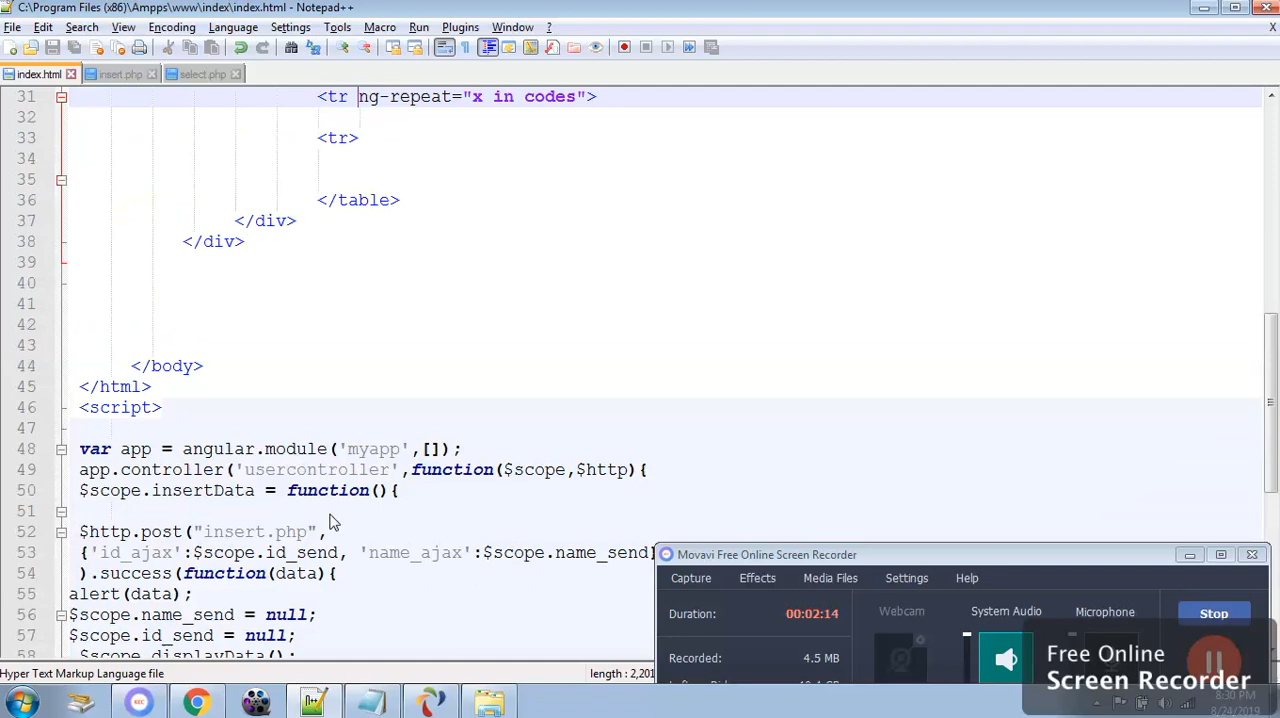 C:\Program Files (x86)\Ampps\www\index\index.html - Notepad++
File Edit Search View Encoding Language Settings Tools Macro Run Plugins Window ? X
index.html insert.php select.php
31 <tr ng-repeat="x in codes">
32
33 <tr>
34
35
36 </table>
37 </div>
38 </div>
39
40
41
42
43
44 </body>
45 </html>
46 <script>
47
48 var app = angular.module('myapp',[]);
49 app.controller('usercontroller',function($scope,$http){
50 $scope.insertData = function(){
51
52 $http.post("insert.php",
53 {'id_ajax':$scope.id_send, 'name_ajax':$scope.name_send}
54 ).success(function(data){
55 alert(data);
56 $scope.name_send = null;
57 $scope.id_send = null;
58 $scope.displayData();
Movavi Free Online Screen Recorder
Capture Effects Media Files Settings Help
Duration: 00:02:14
Webcam System Audio Microphone
Stop
Recorded: 4.5 MB
Free Online
Screen Recorder
Hyper Text Markup Language file length : 2,201
8:30 PM
8/24/2019